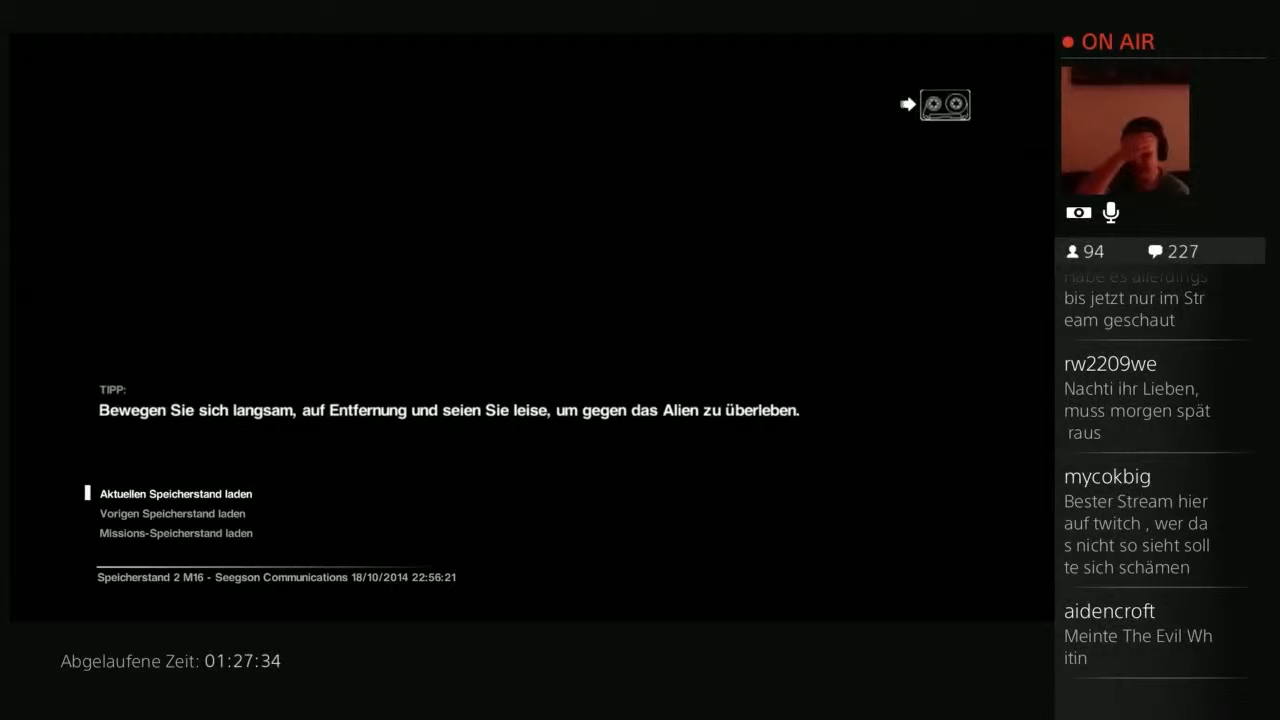 ON AIR
94 227
Habe es allerdings
bis jetzt nur im Str
eam geschaut
rw2209we
Nachti ihr Lieben,
muss morgen spät
raus
mycokbig
Bester Stream hier
auf twitch , wer da
s nicht so sieht soll
te sich schämen
aidencroft
Meinte The Evil Wh
itin
TIPP:
Bewegen Sie sich langsam, auf Entfernung und seien Sie leise, um gegen das Alien zu überleben.
Aktuellen Speicherstand laden
Vorigen Speicherstand laden
Missions-Speicherstand laden
Speicherstand 2 M16 - Seegson Communications 18/10/2014 22:56:21
Abgelaufene Zeit: 01:27:34